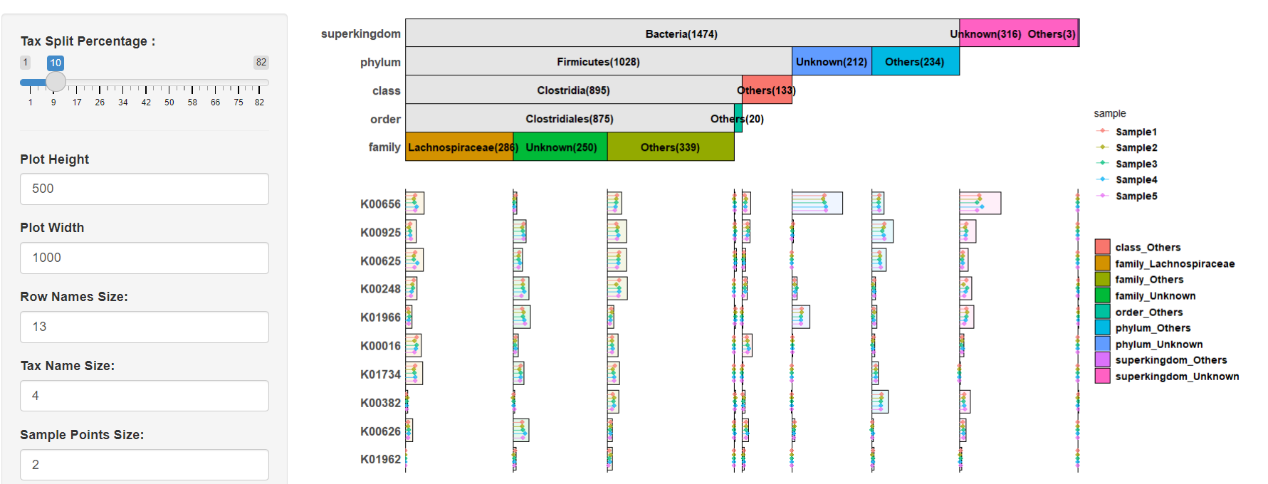 Tax Split Percentage :
1 10 82
1 9 17 26 34 42 50 58 66 75 82
Plot Height
500
Plot Width
1000
Row Names Size:
13
Tax Name Size:
4
Sample Points Size:
2
superkingdom Bacteria(1474) Unknown(316) Others(3)
phylum Firmicutes(1028) Unknown(212) Others(234)
class Clostridia(895) Others(133)
order Clostridiales(875) Others(20)
family Lachnospiraceae(286) Unknown(250) Others(339)
K00656
K00925
K00625
K00248
K01966
K00016
K01734
K00382
K00626
K01962
sample
Sample1
Sample2
Sample3
Sample4
Sample5
class_Others
family_Lachnospiraceae
family_Others
family_Unknown
order_Others
phylum_Others
phylum_Unknown
superkingdom_Others
superkingdom_Unknown